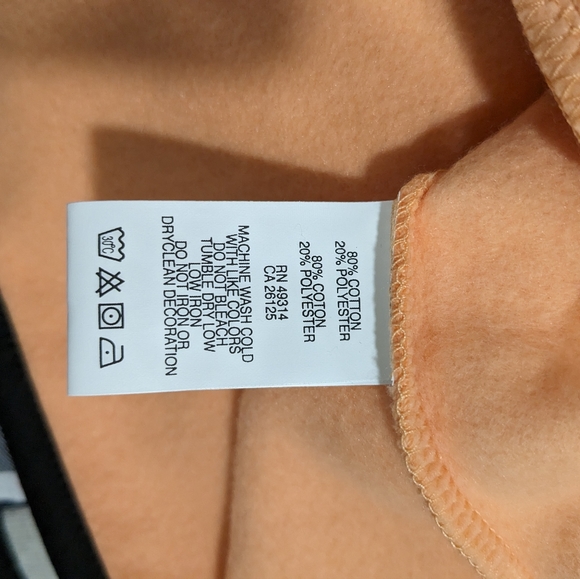 80% COTTON
20% POLYESTER
80% COTON
20% POLYESTER
RN 49314
CA 26125
MACHINE WASH COLD
WITH LIKE COLORS
DO NOT BLEACH
TUMBLE DRY LOW
LOW IRON
DO NOT IRON OR
DRYCLEAN DECORATION
30°C